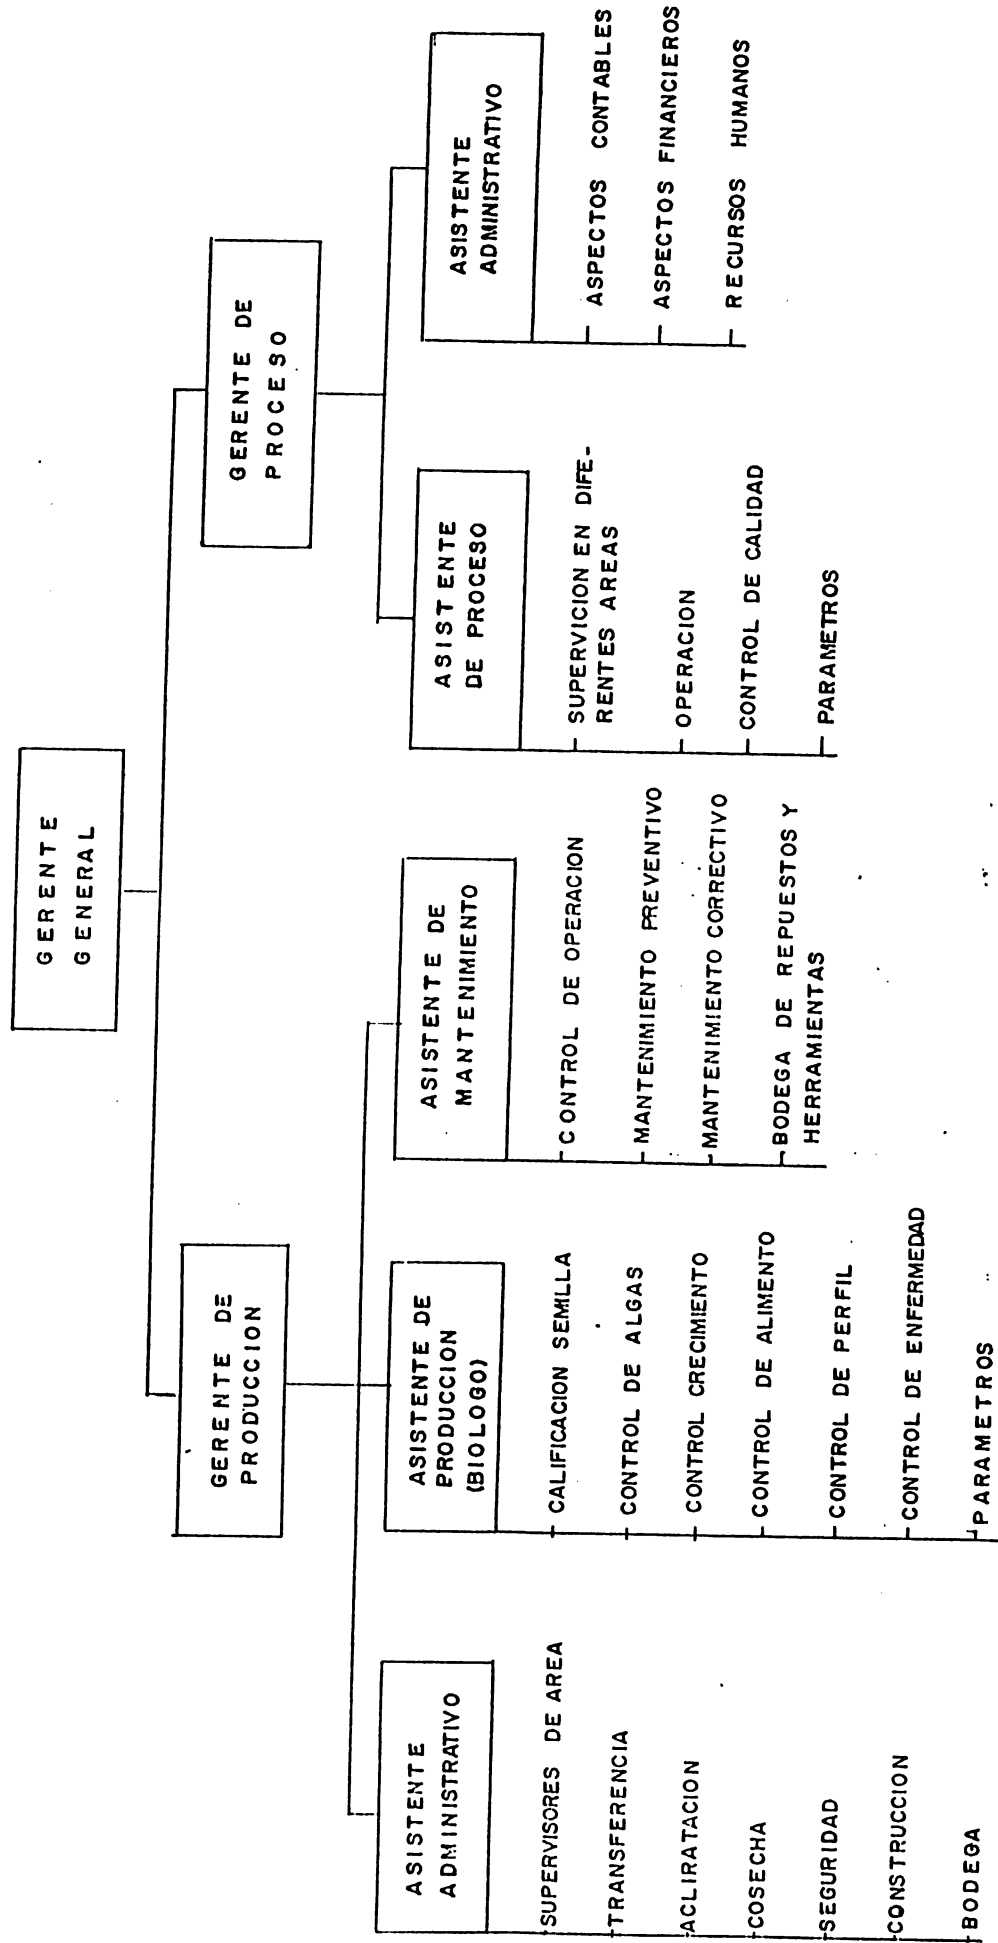 GERENTE
GENERAL
GERENTE DE
PRODUCCION
GERENTE DE
PROCESO
ASISTENTE
ADMINISTRATIVO
SUPERVISORES DE AREA
TRANSFERENCIA
ACLIRATACION
COSECHA
SEGURIDAD
CONSTRUCCION
BODEGA
ASISTENTE DE
PRODUCCION
(BIOLOGO)
CALIFICACION SEMILLA
CONTROL DE ALGAS
CONTROL CRECIMIENTO
CONTROL DE ALIMENTO
CONTROL DE PERFIL
CONTROL DE ENFERMEDAD
PARAMETROS
ASISTENTE DE
MANTENIMIENTO
CONTROL DE OPERACION
MANTENIMIENTO PREVENTIVO
MANTENIMIENTO CORRECTIVO
BODEGA DE REPUESTOS Y
HERRAMIENTAS
ASISTENTE
DE PROCESO
SUPERVICION EN DIFE-
RENTES AREAS
OPERACION
CONTROL DE CALIDAD
PARAMETROS
ASISTENTE
ADMINISTRATIVO
ASPECTOS CONTABLES
ASPECTOS FINANCIEROS
RECURSOS HUMANOS